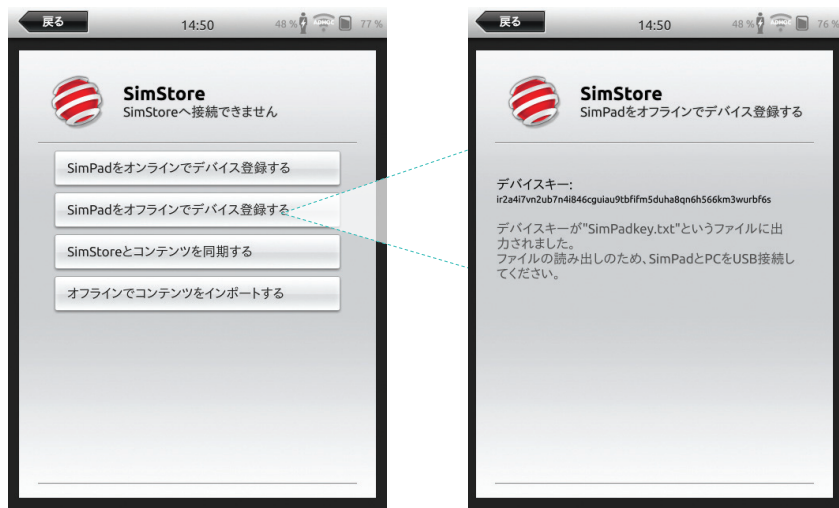 戻る
14:50
48 %
77 %
SimStore
SimStoreへ接続できません
SimPadをオンラインでデバイス登録する
SimPadをオフラインでデバイス登録する
SimStoreとコンテンツを同期する
オフラインでコンテンツをインポートする
戻る
14:50
48 %
76 %
SimStore
SimPadをオフラインでデバイス登録する
デバイスキー:
ir2a4i7vn2ub7n4i846cguiau9tbfifm5duha8qn6h566km3wurbf6s
デバイスキーが"SimPadkey.txt"というファイルに出
力されました。
ファイルの読み出しのため、SimPadとPCをUSB接続し
てください。